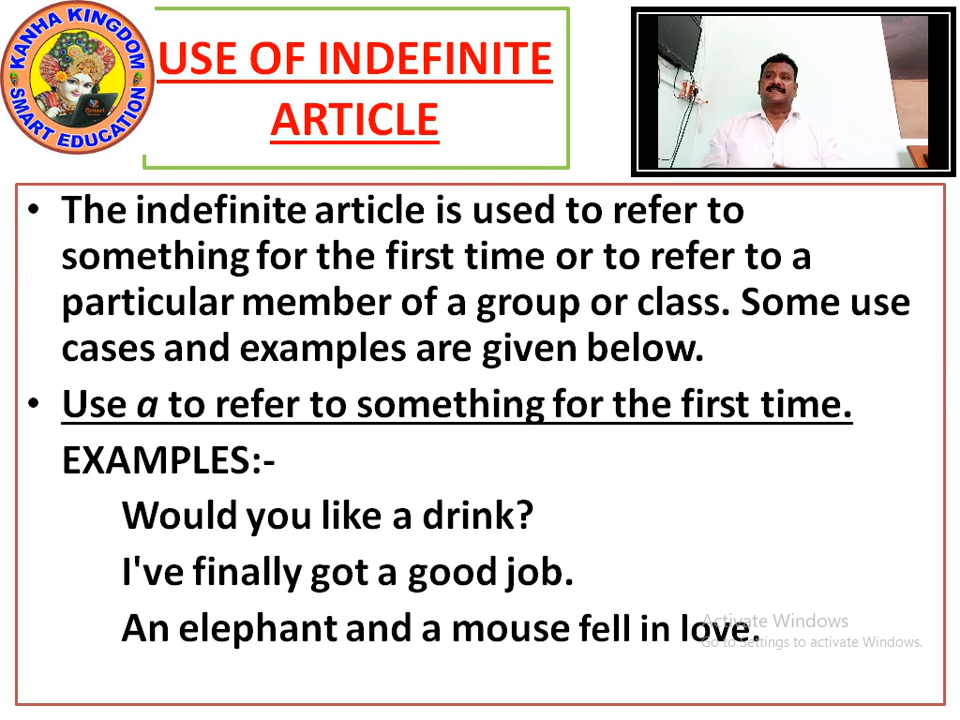 KANHA KINGDOM
SMART EDUCATION
USE OF INDEFINITE
ARTICLE
• The indefinite article is used to refer to
something for the first time or to refer to a
particular member of a group or class. Some use
cases and examples are given below.
• Use a to refer to something for the first time.
EXAMPLES:-
Would you like a drink?
I've finally got a good job.
An elephant and a mouse fell in love.
Activate Windows
Go to Settings to activate Windows.